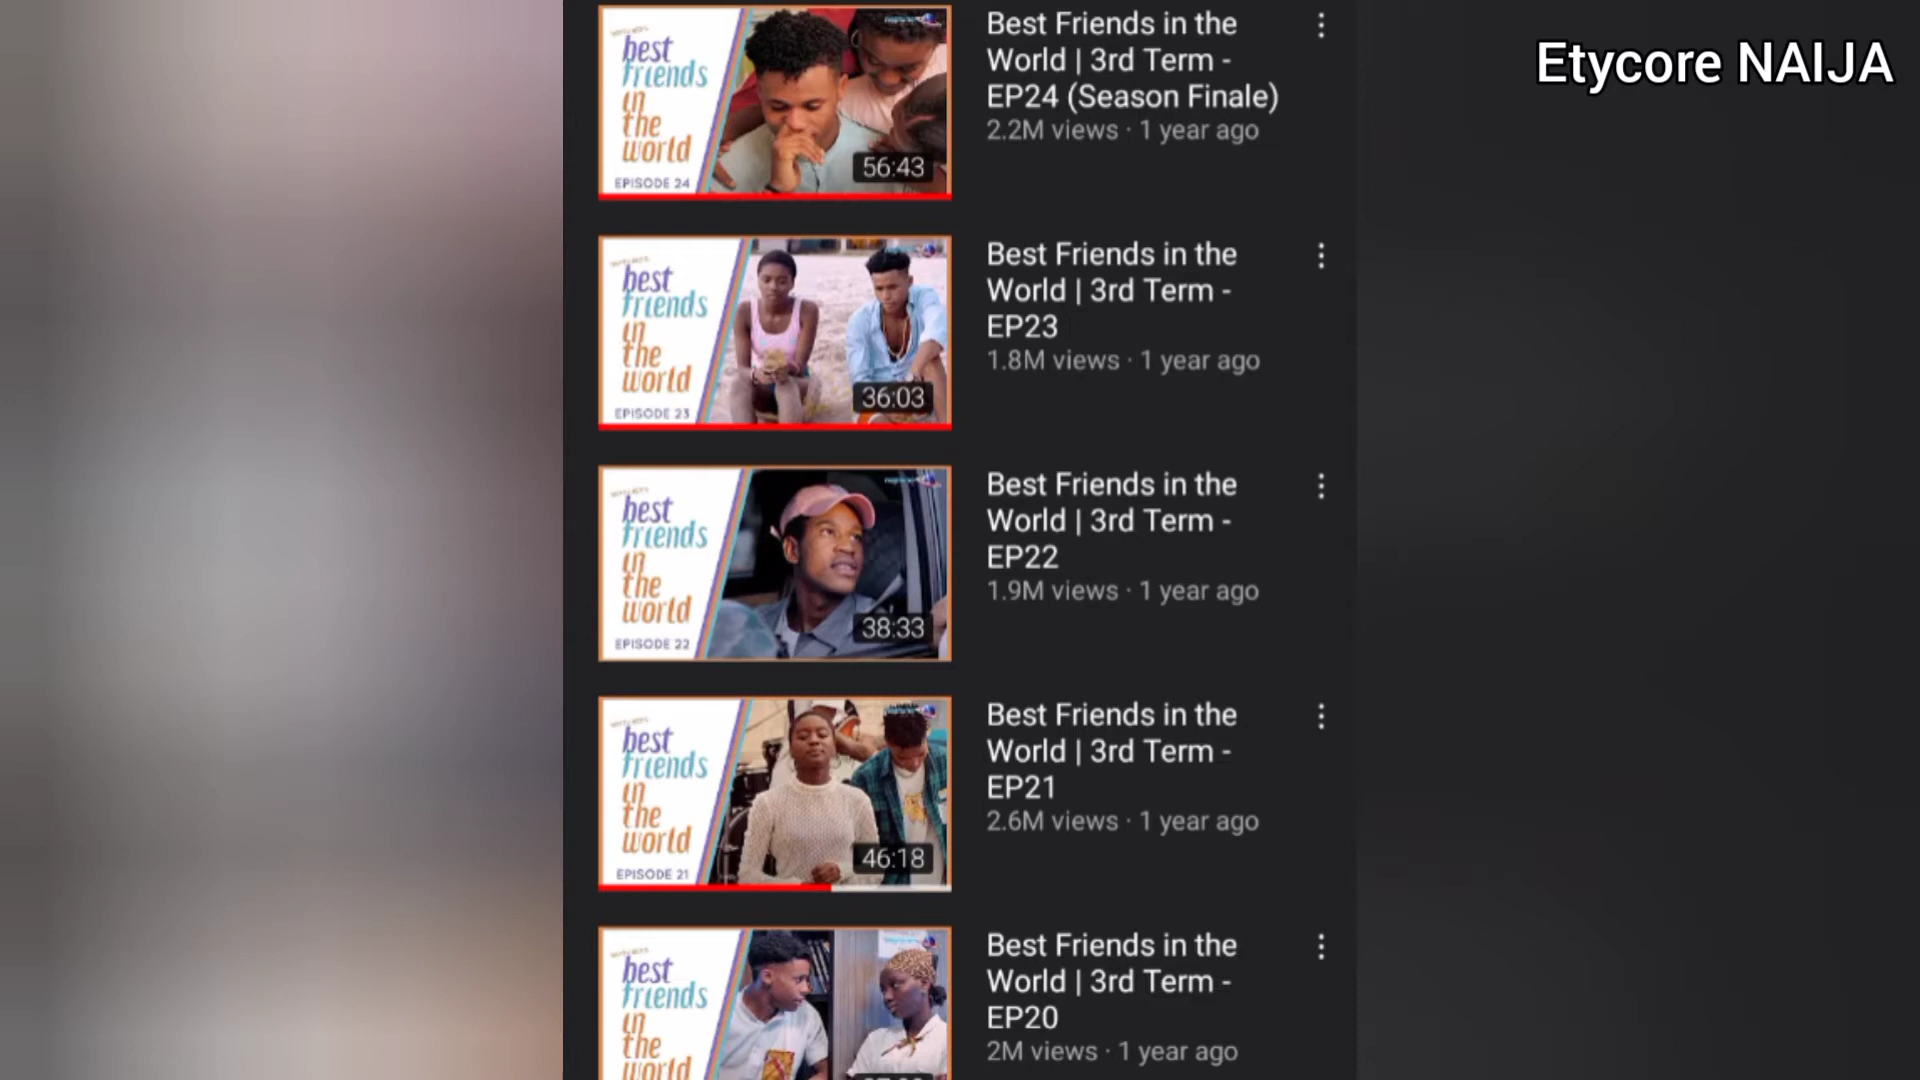 Etycore NAIJA
best
friends
in
the
world
EPISODE 24
56:43
Best Friends in the
World | 3rd Term -
EP24 (Season Finale)
2.2M views · 1 year ago
best
friends
in
the
world
EPISODE 23
36:03
Best Friends in the
World | 3rd Term -
EP23
1.8M views · 1 year ago
best
friends
in
the
world
EPISODE 22
38:33
Best Friends in the
World | 3rd Term -
EP22
1.9M views · 1 year ago
best
friends
in
the
world
EPISODE 21
46:18
Best Friends in the
World | 3rd Term -
EP21
2.6M views · 1 year ago
best
friends
in
the
world
Best Friends in the
World | 3rd Term -
EP20
2M views · 1 year ago